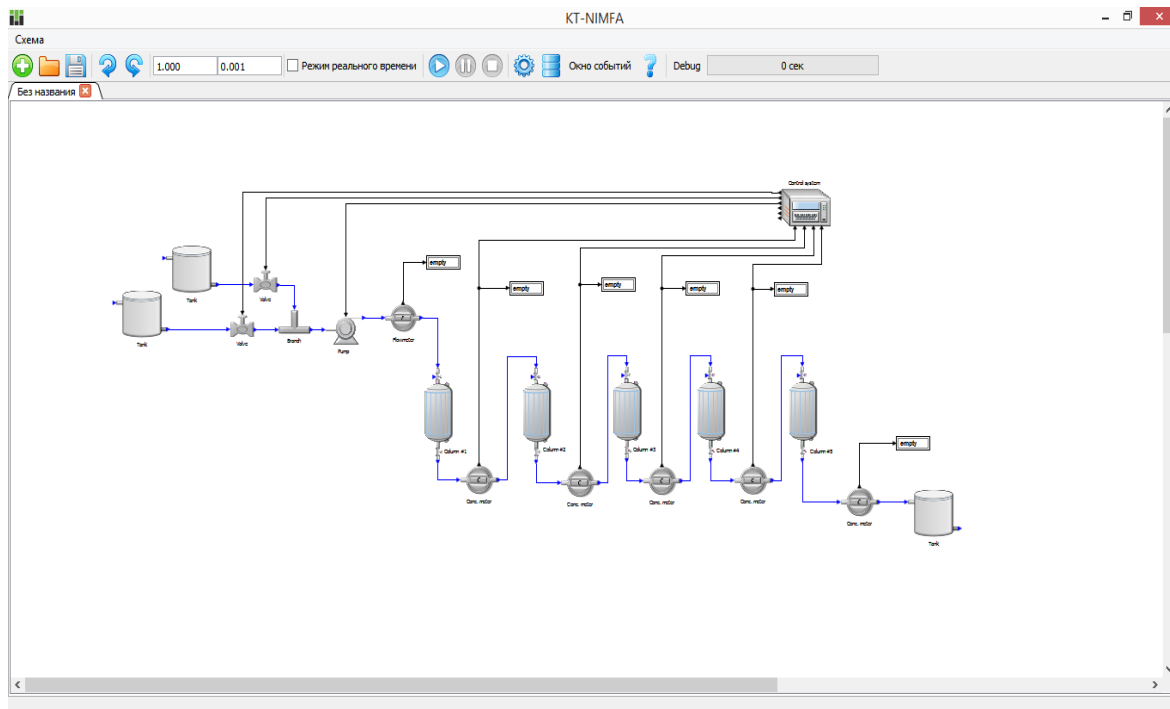 KT-NIMFA
Схема
1.000 0.001 Режим реального времени Окно событий Debug 0 сек
Без названия
Control system
empty
empty
empty
empty
empty
Tank
Valve
Tank
Valve
Branch
Pump
Flowmeter
Column #1
Column #2
Column #3
Column #4
Column #5
empty
Conc. meter
Conc. meter
Conc. meter
Conc. meter
Conc. meter
Tank